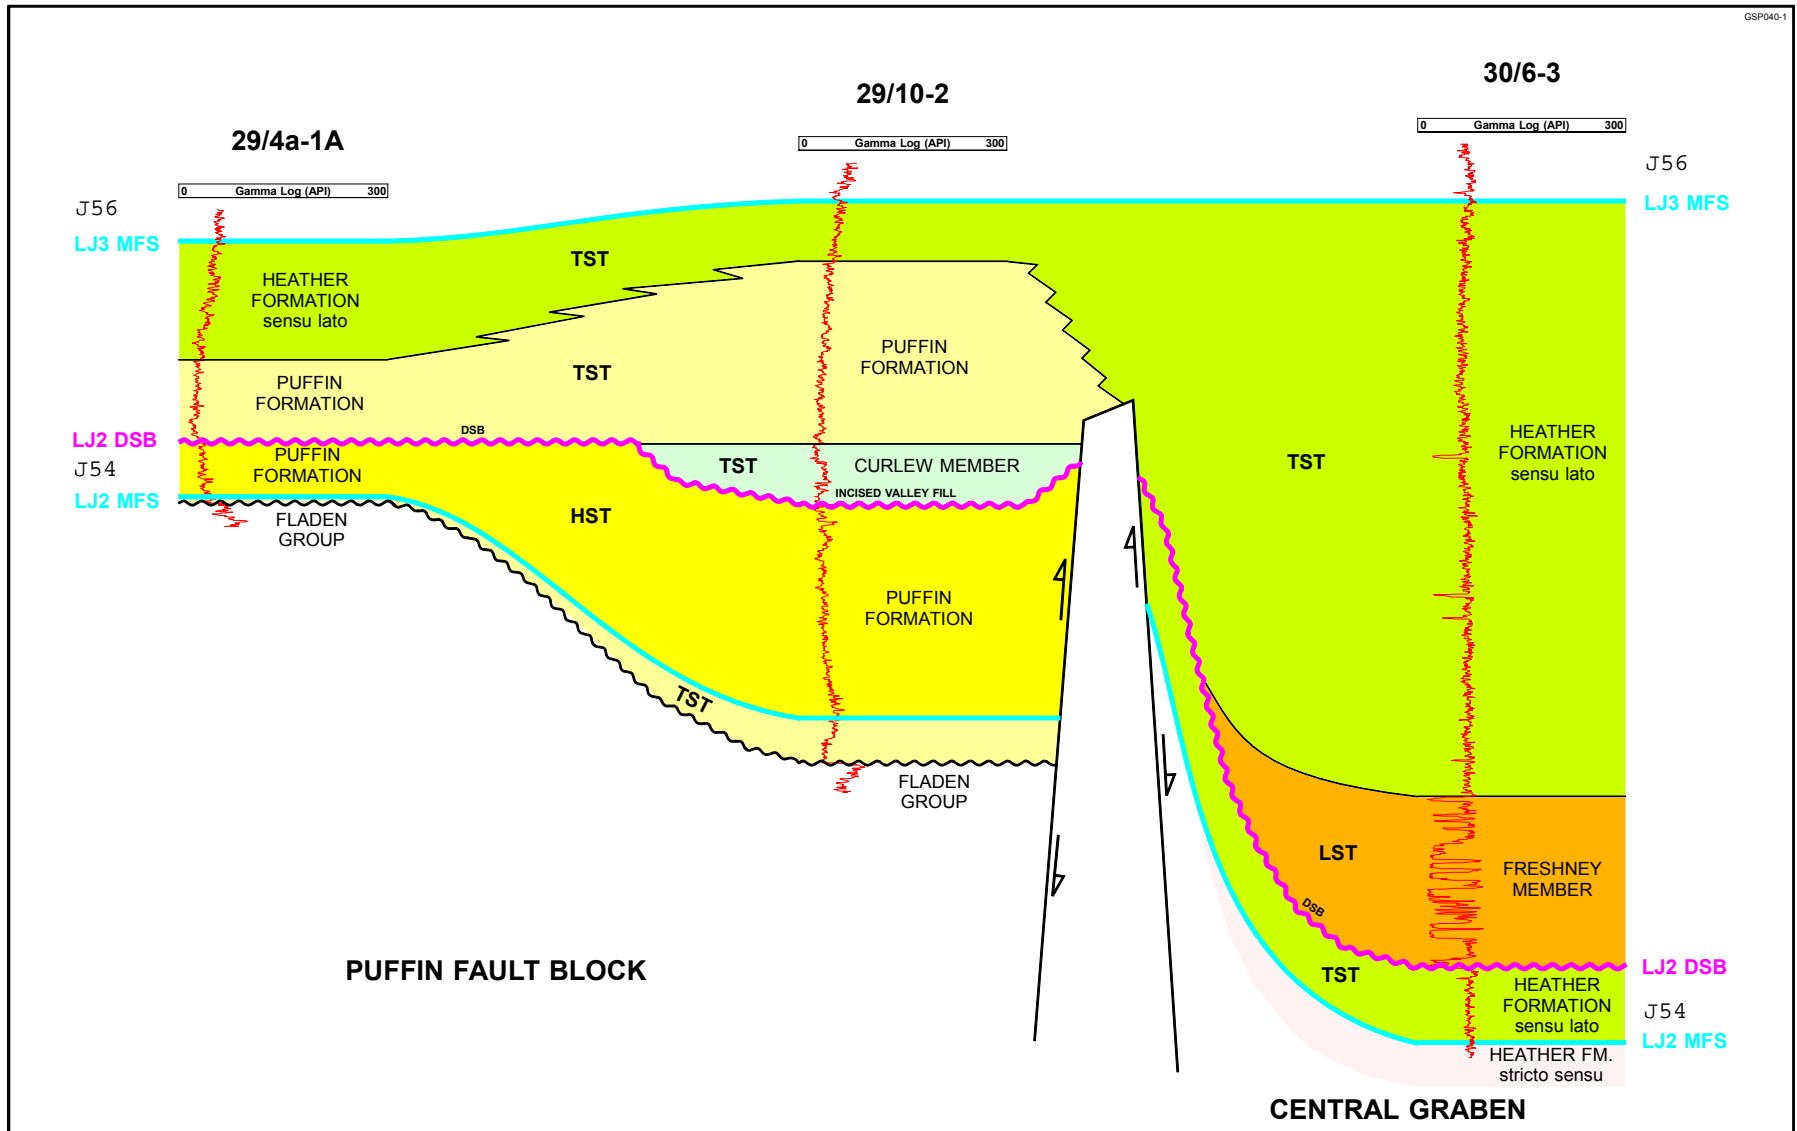 GSP040-1
30/6-3
29/10-2
29/4a-1A
0 Gamma Log (API) 300
0 Gamma Log (API) 300
0 Gamma Log (API) 300
J56
LJ3 MFS
J56
LJ3 MFS
TST
HEATHER
FORMATION
sensu lato
TST
PUFFIN
FORMATION
PUFFIN
FORMATION
LJ2 DSB
DSB
J54
LJ2 MFS
PUFFIN
FORMATION
TST
CURLEW MEMBER
INCISED VALLEY FILL
TST
HEATHER
FORMATION
sensu lato
FLADEN
GROUP
HST
PUFFIN
FORMATION
TST
FLADEN
GROUP
LST
FRESHNEY
MEMBER
DSB
PUFFIN FAULT BLOCK
TST
LJ2 DSB
HEATHER
FORMATION
sensu lato
J54
LJ2 MFS
HEATHER FM.
stricto sensu
CENTRAL GRABEN